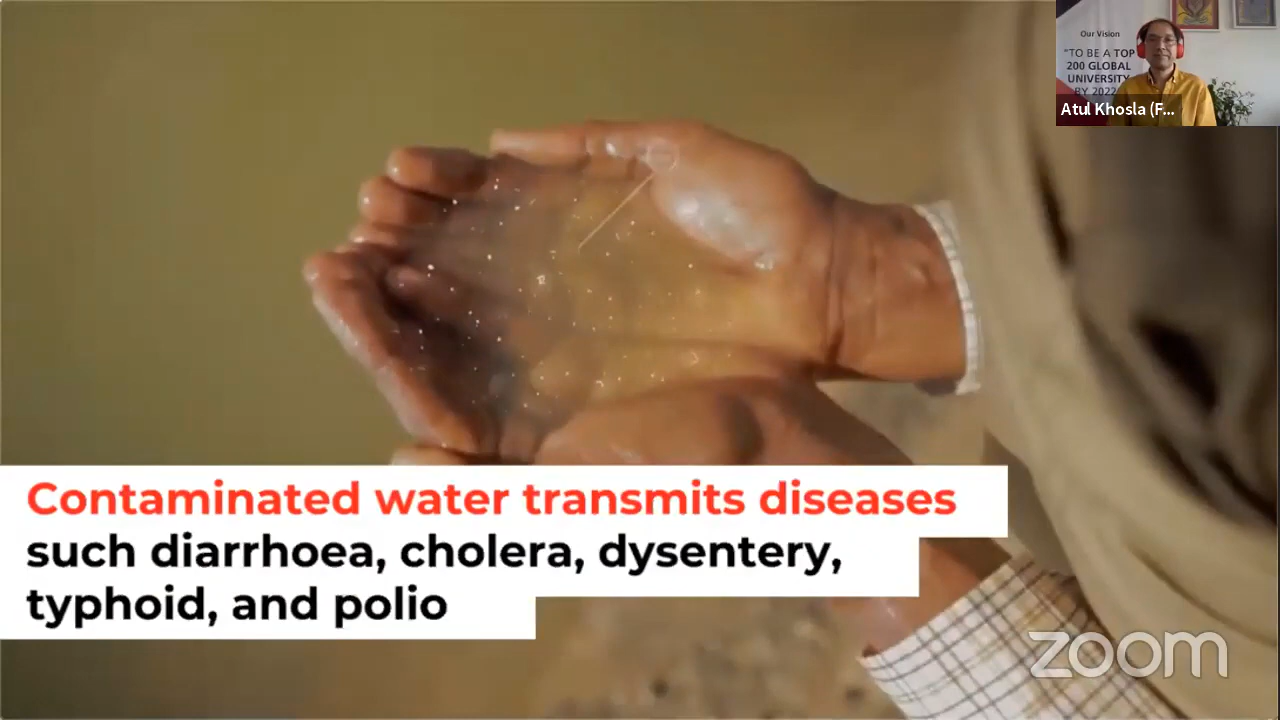 Our Vision
"TO BE A TOP
200 GLOBAL
UNIVERSITY
BY 2022
Atul Khosla (F...
Contaminated water transmits diseases
such diarrhoea, cholera, dysentery,
typhoid, and polio
zoom